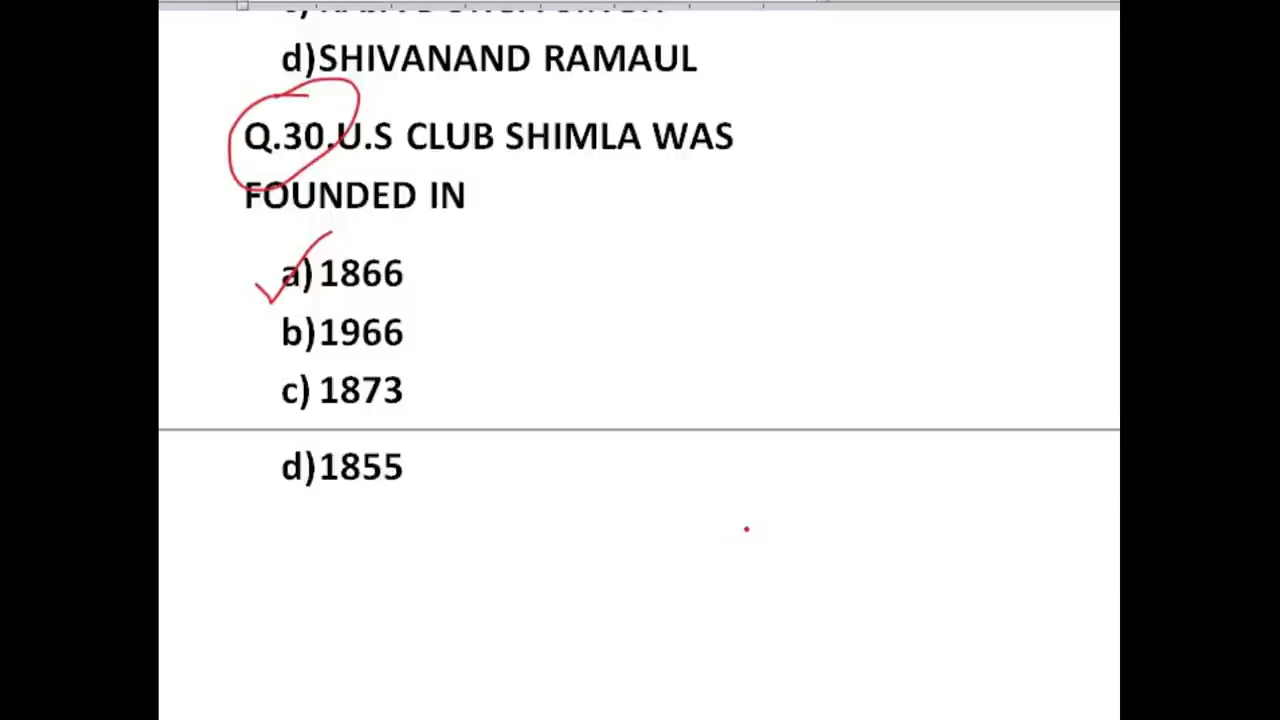 d)SHIVANAND RAMAUL
Q.30.U.S CLUB SHIMLA WAS
FOUNDED IN
a) 1866
b)1966
c) 1873
d)1855